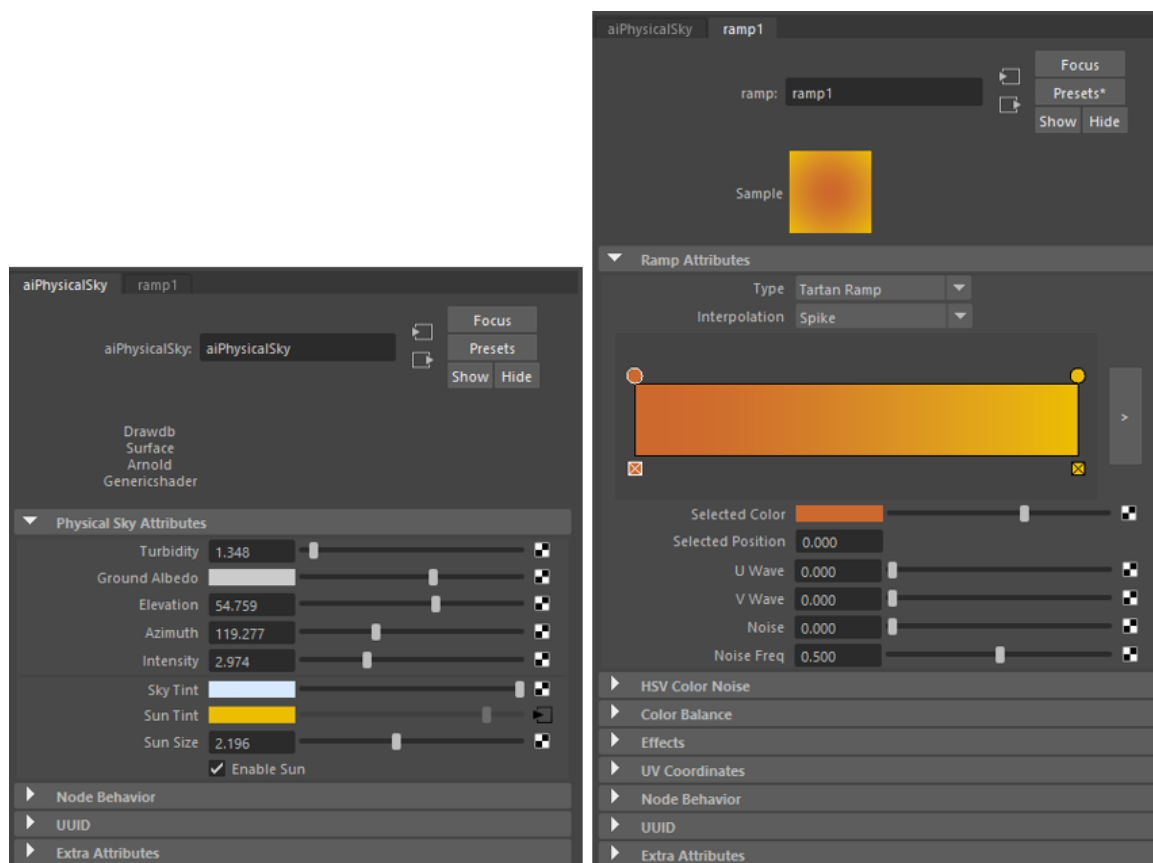 aiPhysicalSky ramp1
aiPhysicalSky: aiPhysicalSky
Focus
Presets
Show Hide
Drawdb
Surface
Arnold
Genericshader
Physical Sky Attributes
Turbidity 1.348
Ground Albedo
Elevation 54.759
Azimuth 119.277
Intensity 2.974
Sky Tint
Sun Tint
Sun Size 2.196
Enable Sun
Node Behavior
UUID
Extra Attributes
aiPhysicalSky ramp1
ramp: ramp1
Focus
Presets*
Show Hide
Sample
Ramp Attributes
Type Tartan Ramp
Interpolation Spike
>
Selected Color
Selected Position 0.000
U Wave 0.000
V Wave 0.000
Noise 0.000
Noise Freq 0.500
HSV Color Noise
Color Balance
Effects
UV Coordinates
Node Behavior
UUID
Extra Attributes